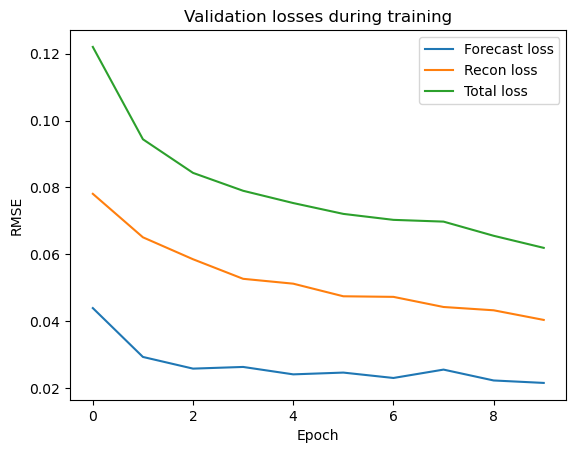 Validation losses during training
Forecast loss
Recon loss
Total loss
0.12
0.10
0.08
0.06
0.04
0.02
RMSE
0 2 4 6 8
Epoch